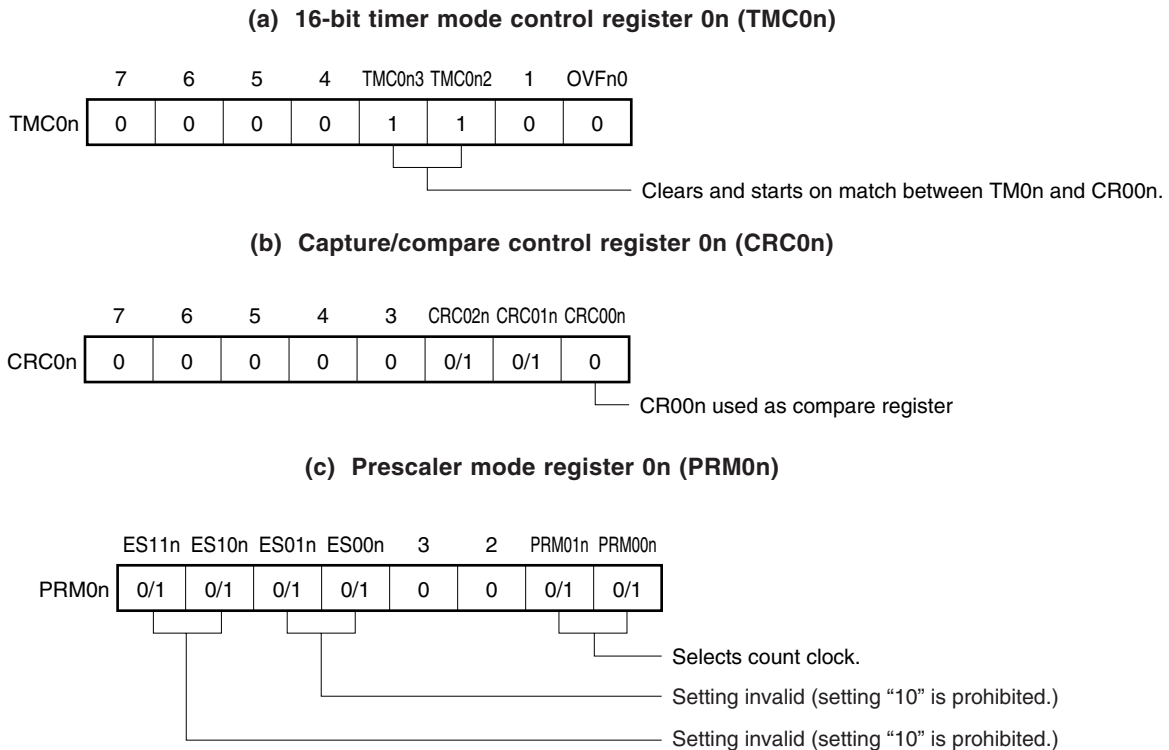 (a) 16-bit timer mode control register 0n (TMC0n)
7 6 5 4 TMC0n3 TMC0n2 1 OVFn0
TMC0n 0 0 0 0 1 1 0 0
Clears and starts on match between TM0n and CR00n.
(b) Capture/compare control register 0n (CRC0n)
7 6 5 4 3 CRC02n CRC01n CRC00n
CRC0n 0 0 0 0 0 0/1 0/1 0
CR00n used as compare register
(c) Prescaler mode register 0n (PRM0n)
ES11n ES10n ES01n ES00n 3 2 PRM01n PRM00n
PRM0n 0/1 0/1 0/1 0/1 0 0 0/1 0/1
Selects count clock.
Setting invalid (setting “10” is prohibited.)
Setting invalid (setting “10” is prohibited.)